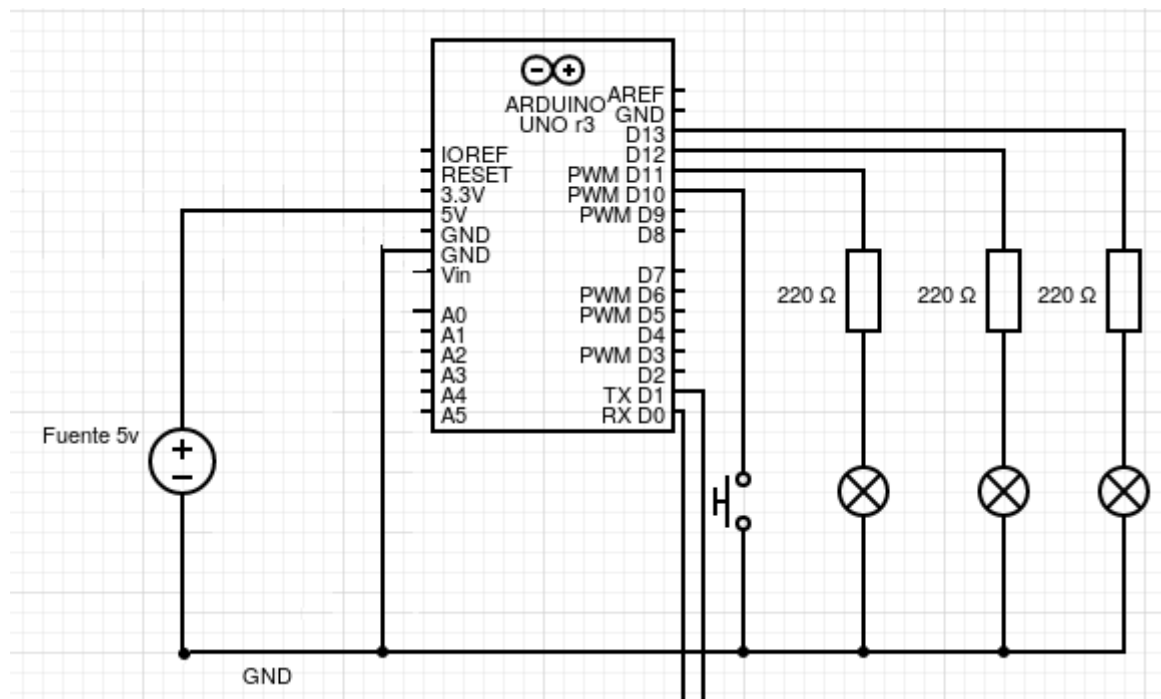 ARDUINO
UNO r3
AREF
GND
D13
D12
PWM D11
PWM D10
PWM D9
D8
D7
PWM D6
PWM D5
D4
PWM D3
D2
TX D1
RX D0
IOREF
RESET
3.3V
5V
GND
GND
Vin
A0
A1
A2
A3
A4
A5
220 Ω
220 Ω
220 Ω
Fuente 5v
GND